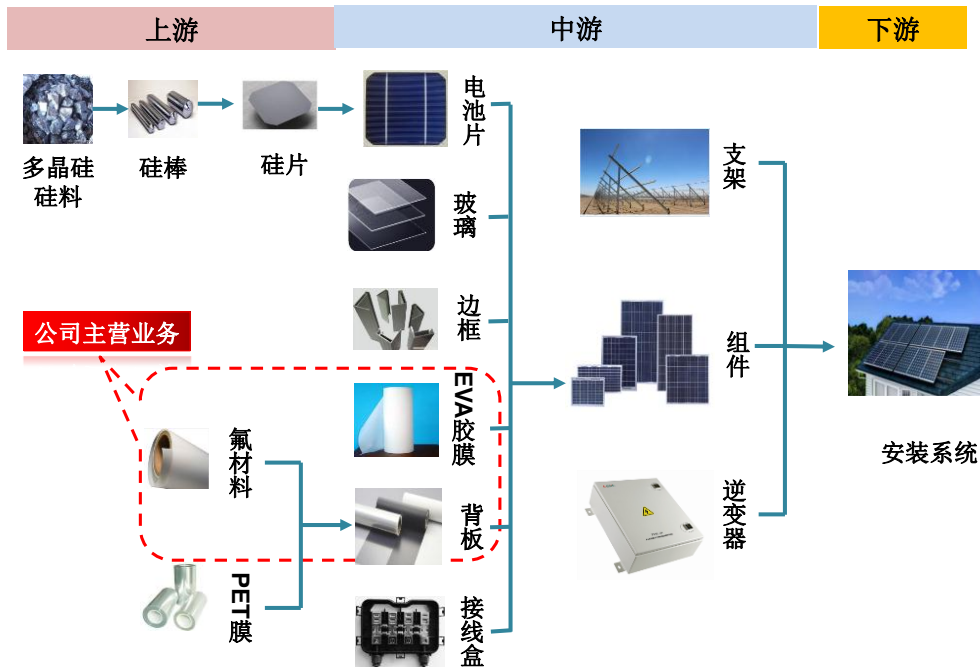 上游
中游
下游
多晶硅
硅料
硅棒
硅片
电池片
玻璃
边框
公司主营业务
EVA胶膜
氟材料
背板
PET膜
接线盒
支架
组件
逆变器
安装系统